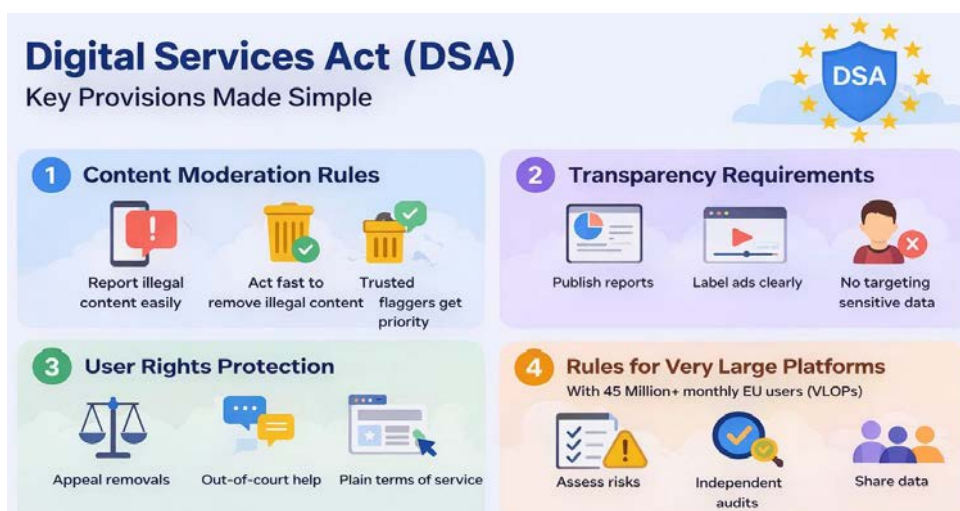 Digital Services Act (DSA)
Key Provisions Made Simple
DSA
1 Content Moderation Rules
Report illegal
content easily
Act fast to
remove illegal content
Trusted
flaggers get
priority
2 Transparency Requirements
Publish reports
Label ads clearly
No targeting
sensitive data
3 User Rights Protection
Appeal removals
Out-of-court help
Plain terms of service
4 Rules for Very Large Platforms
With 45 Million+ monthly EU users (VLOPs)
Assess risks
Independent
audits
Share data